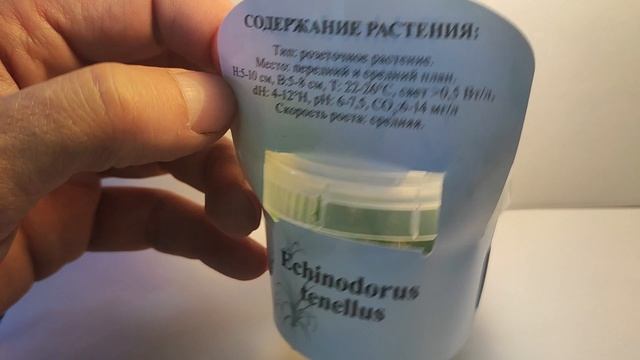 СОДЕРЖАНИЕ РАСТЕНИЯ:
Тип: розеточное растение.
Место: передний и средний план.
H:5-10 см, B:5-8 см, T: 22-26°C, свет >0,5 Вт/л,
dH: 4-12°H, pH: 6-7,5, CO₂ 6-14 мг/л
Скорость роста: средняя.
Echinodorus
tenellus